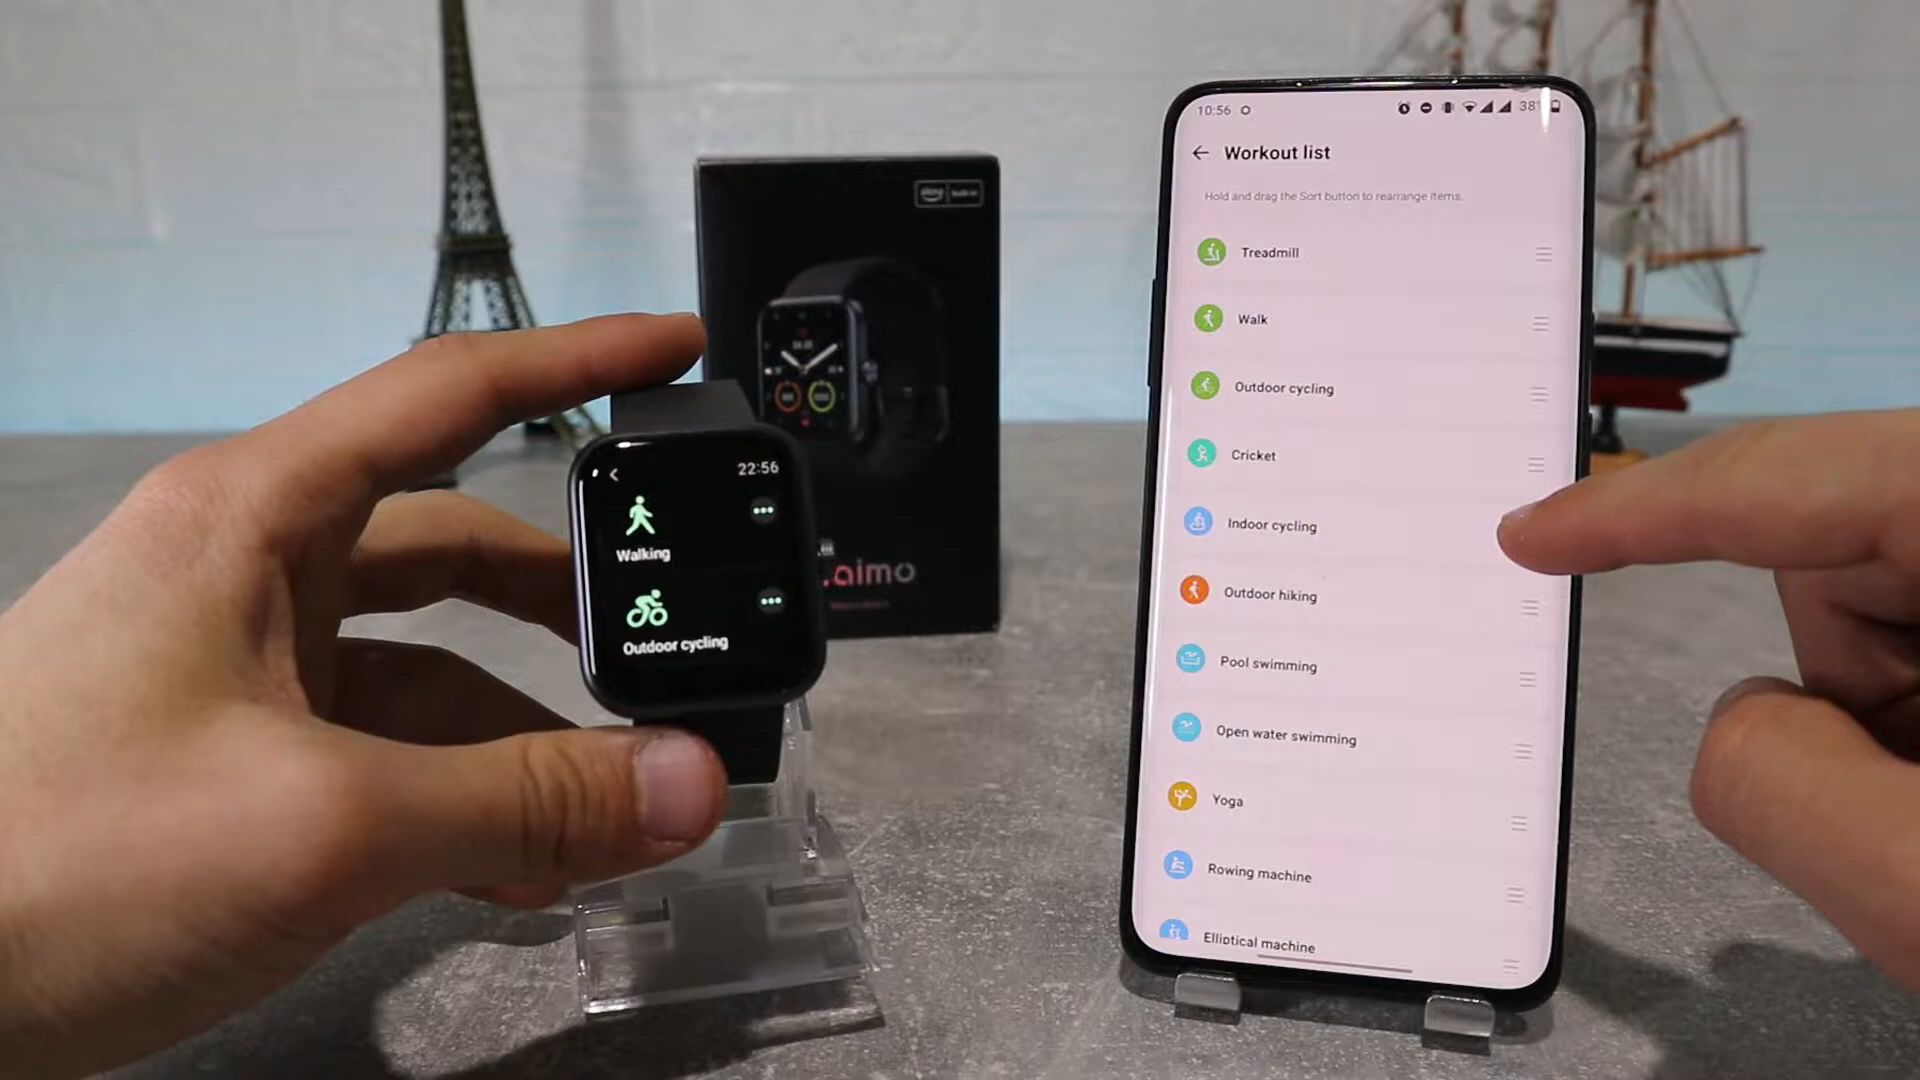 22:56
Walking
Outdoor cycling
.aimo
10:56
38
Workout list
Hold and drag the Sort button to rearrange items.
Treadmill
Walk
Outdoor cycling
Cricket
Indoor cycling
Outdoor hiking
Pool swimming
Open water swimming
Yoga
Rowing machine
Elliptical machine